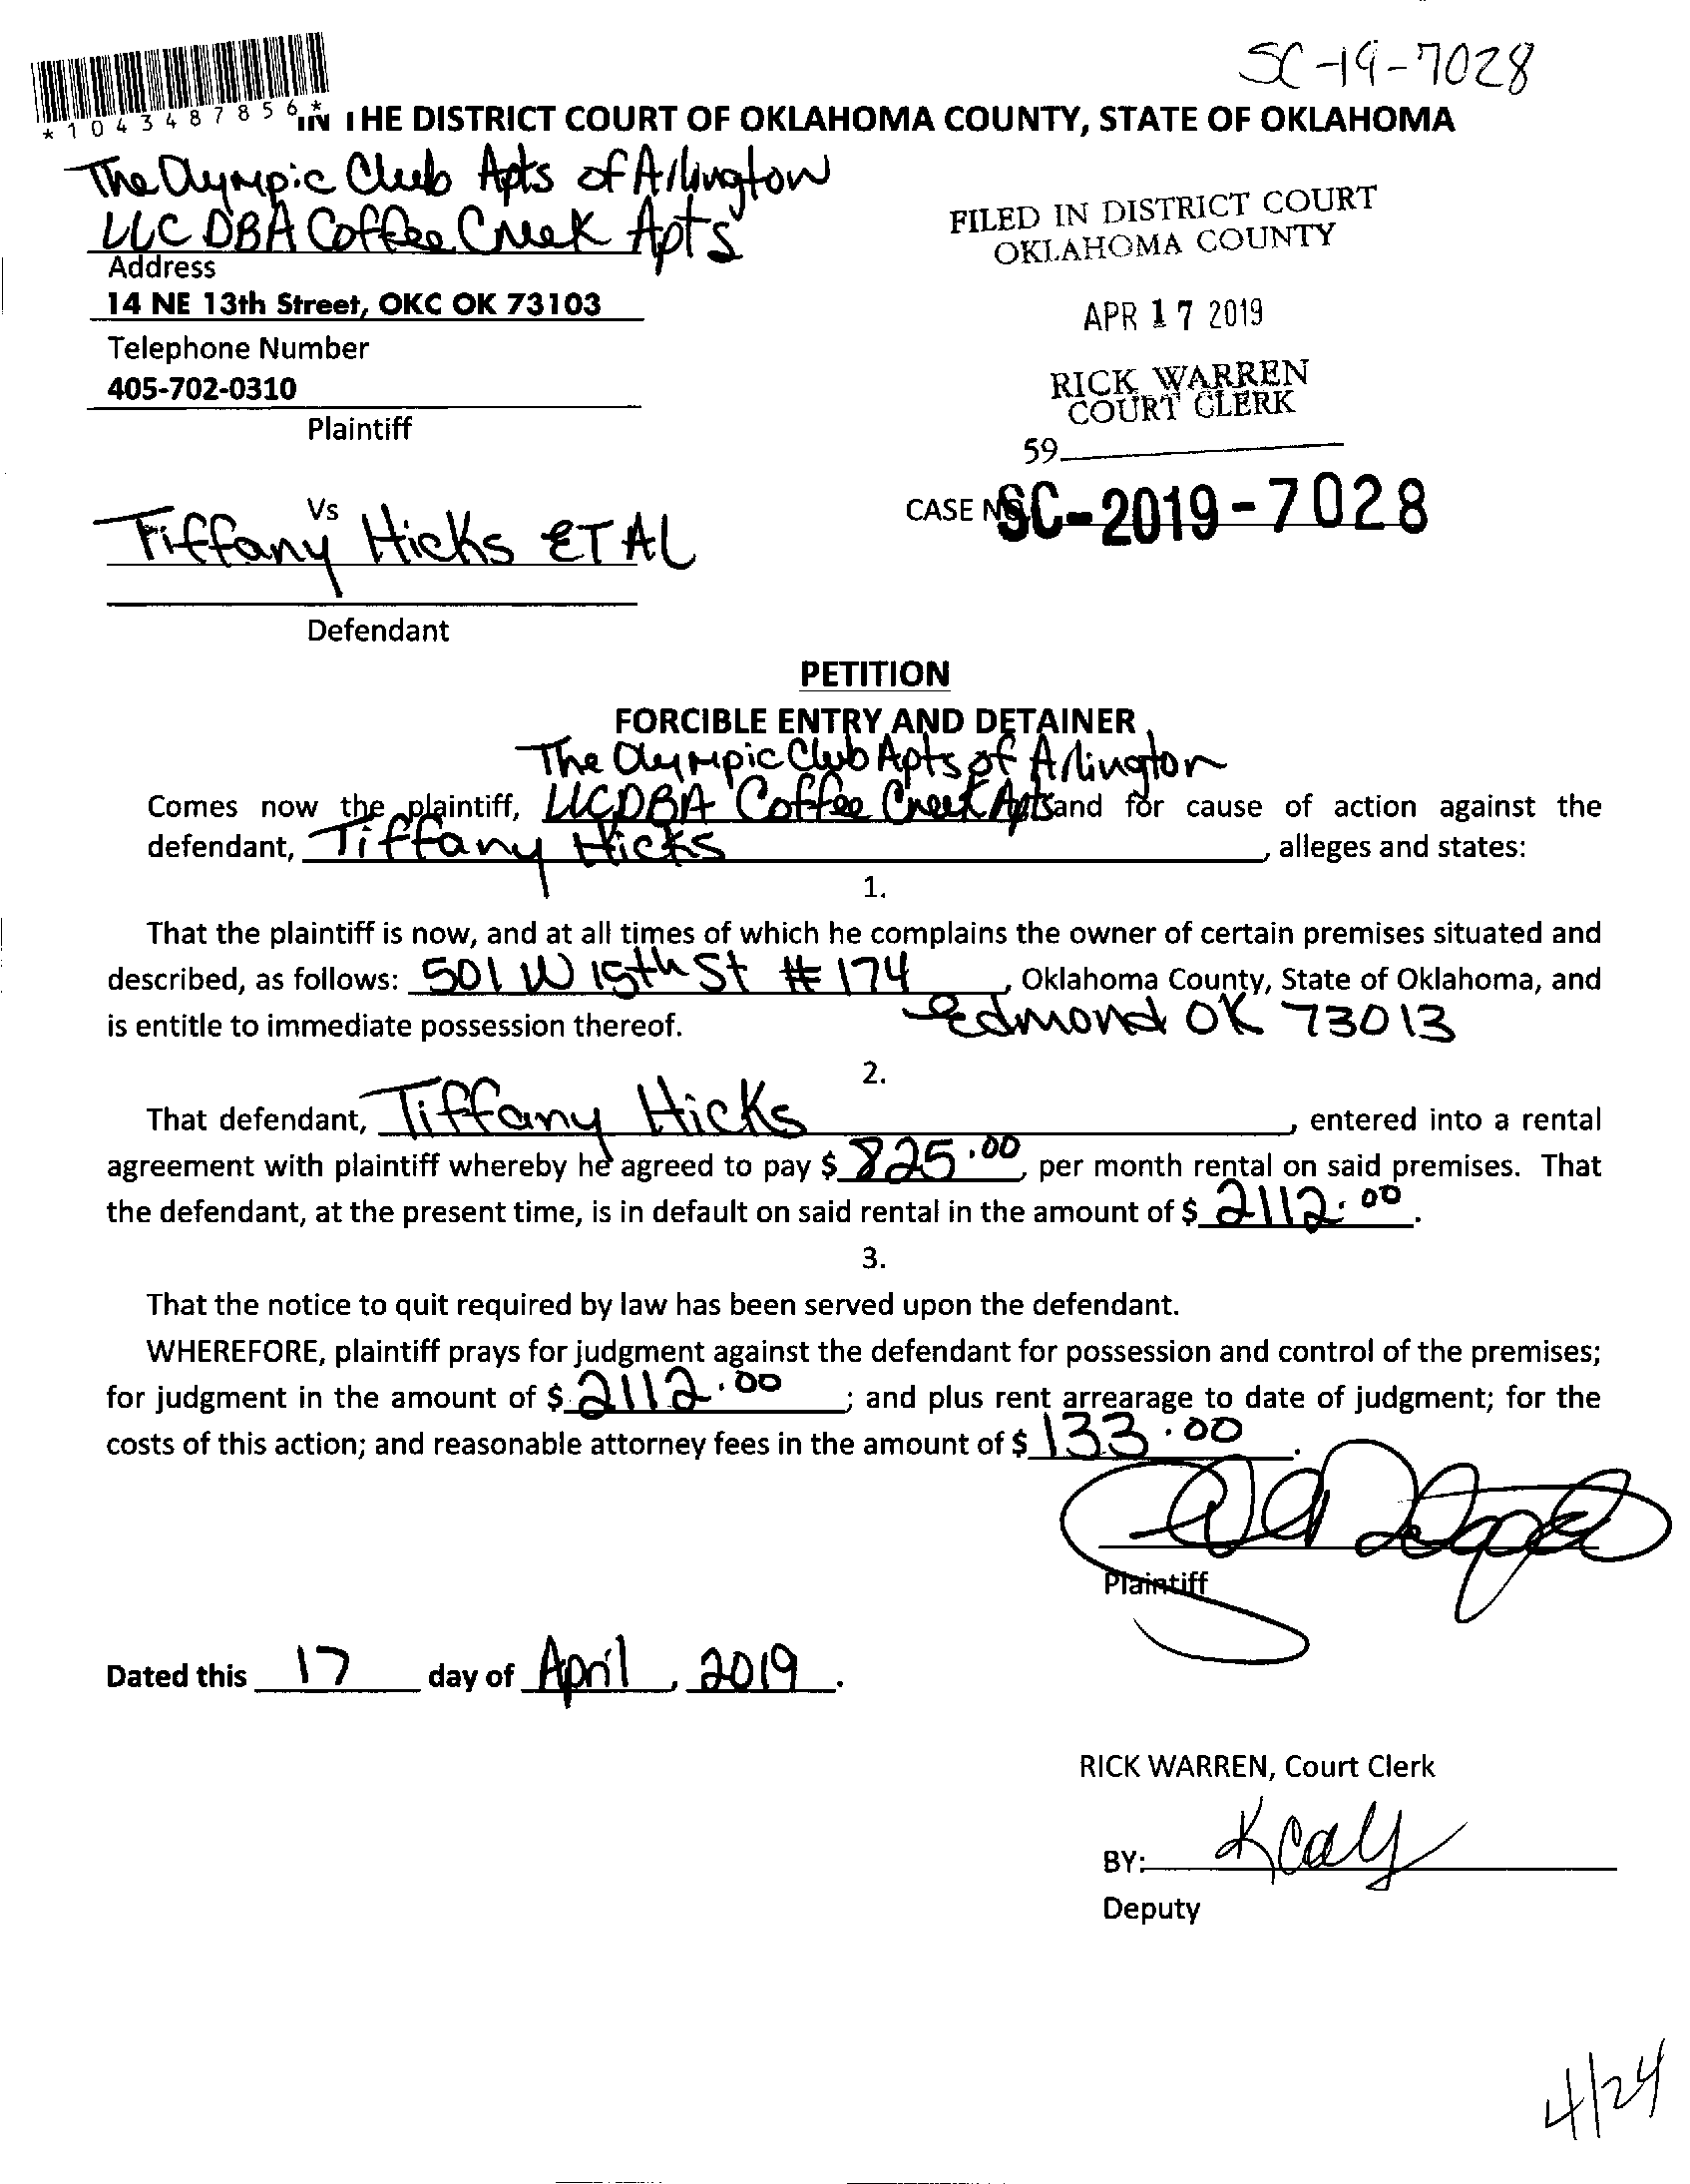 SC-19-7028
*1043487856*
IN THE DISTRICT COURT OF OKLAHOMA COUNTY, STATE OF OKLAHOMA
The Olympic Club Apts of Arlington
LLC DBA Coffee Creek Apts
Address
14 NE 13th Street, OKC OK 73103
Telephone Number
405-702-0310
Plaintiff
FILED IN DISTRICT COURT
OKLAHOMA COUNTY
APR 17 2019
RICK WARREN
COURT CLERK
59
Vs
Tiffany Hicks ET AL
Defendant
CASE NO. SC-2019-7028
PETITION
FORCIBLE ENTRY AND DETAINER
The Olympic Club Apts of Arlington
Comes now the plaintiff, LLC DBA Coffee Creek Apts and for cause of action against the
defendant, Tiffany Hicks, alleges and states:
1.
That the plaintiff is now, and at all times of which he complains the owner of certain premises situated and
described, as follows: 501 W 15th St # 174, Oklahoma County, State of Oklahoma, and
is entitle to immediate possession thereof. Edmond OK 73013
2.
That defendant, Tiffany Hicks, entered into a rental
agreement with plaintiff whereby he agreed to pay $ 825.00, per month rental on said premises. That
the defendant, at the present time, is in default on said rental in the amount of $ 2112.00.
3.
That the notice to quit required by law has been served upon the defendant.
WHEREFORE, plaintiff prays for judgment against the defendant for possession and control of the premises;
for judgment in the amount of $ 2112.00; and plus rent arrearage to date of judgment; for the
costs of this action; and reasonable attorney fees in the amount of $ 133.00.
Plaintiff
Dated this 17 day of April, 2019.
RICK WARREN, Court Clerk
BY:
Deputy
4/24